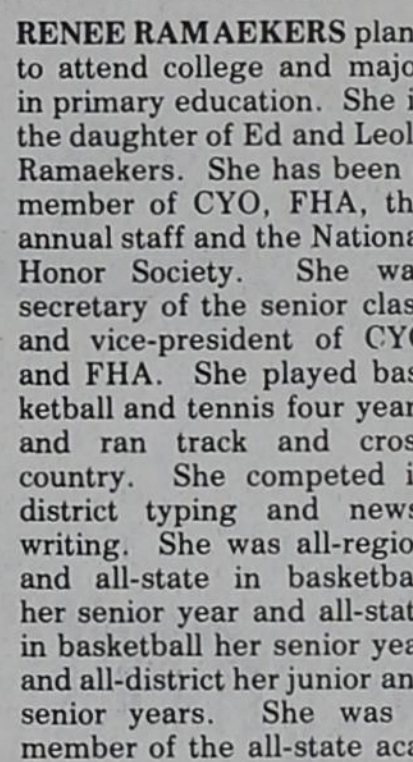 RENEE RAMAEKERS plan
to attend college and majo
in primary education. She i
the daughter of Ed and Leol
Ramaekers. She has been
member of CYO, FHA, th
annual staff and the Nationa
Honor Society. She wa
secretary of the senior clas
and vice-president of CYO
and FHA. She played bas
ketball and tennis four year
and ran track and cros
country. She competed i
district typing and news
writing. She was all-regio
and all-state in basketba
her senior year and all-stat
in basketball her senior yea
and all-district her junior an
senior years. She was
member of the all-state aca